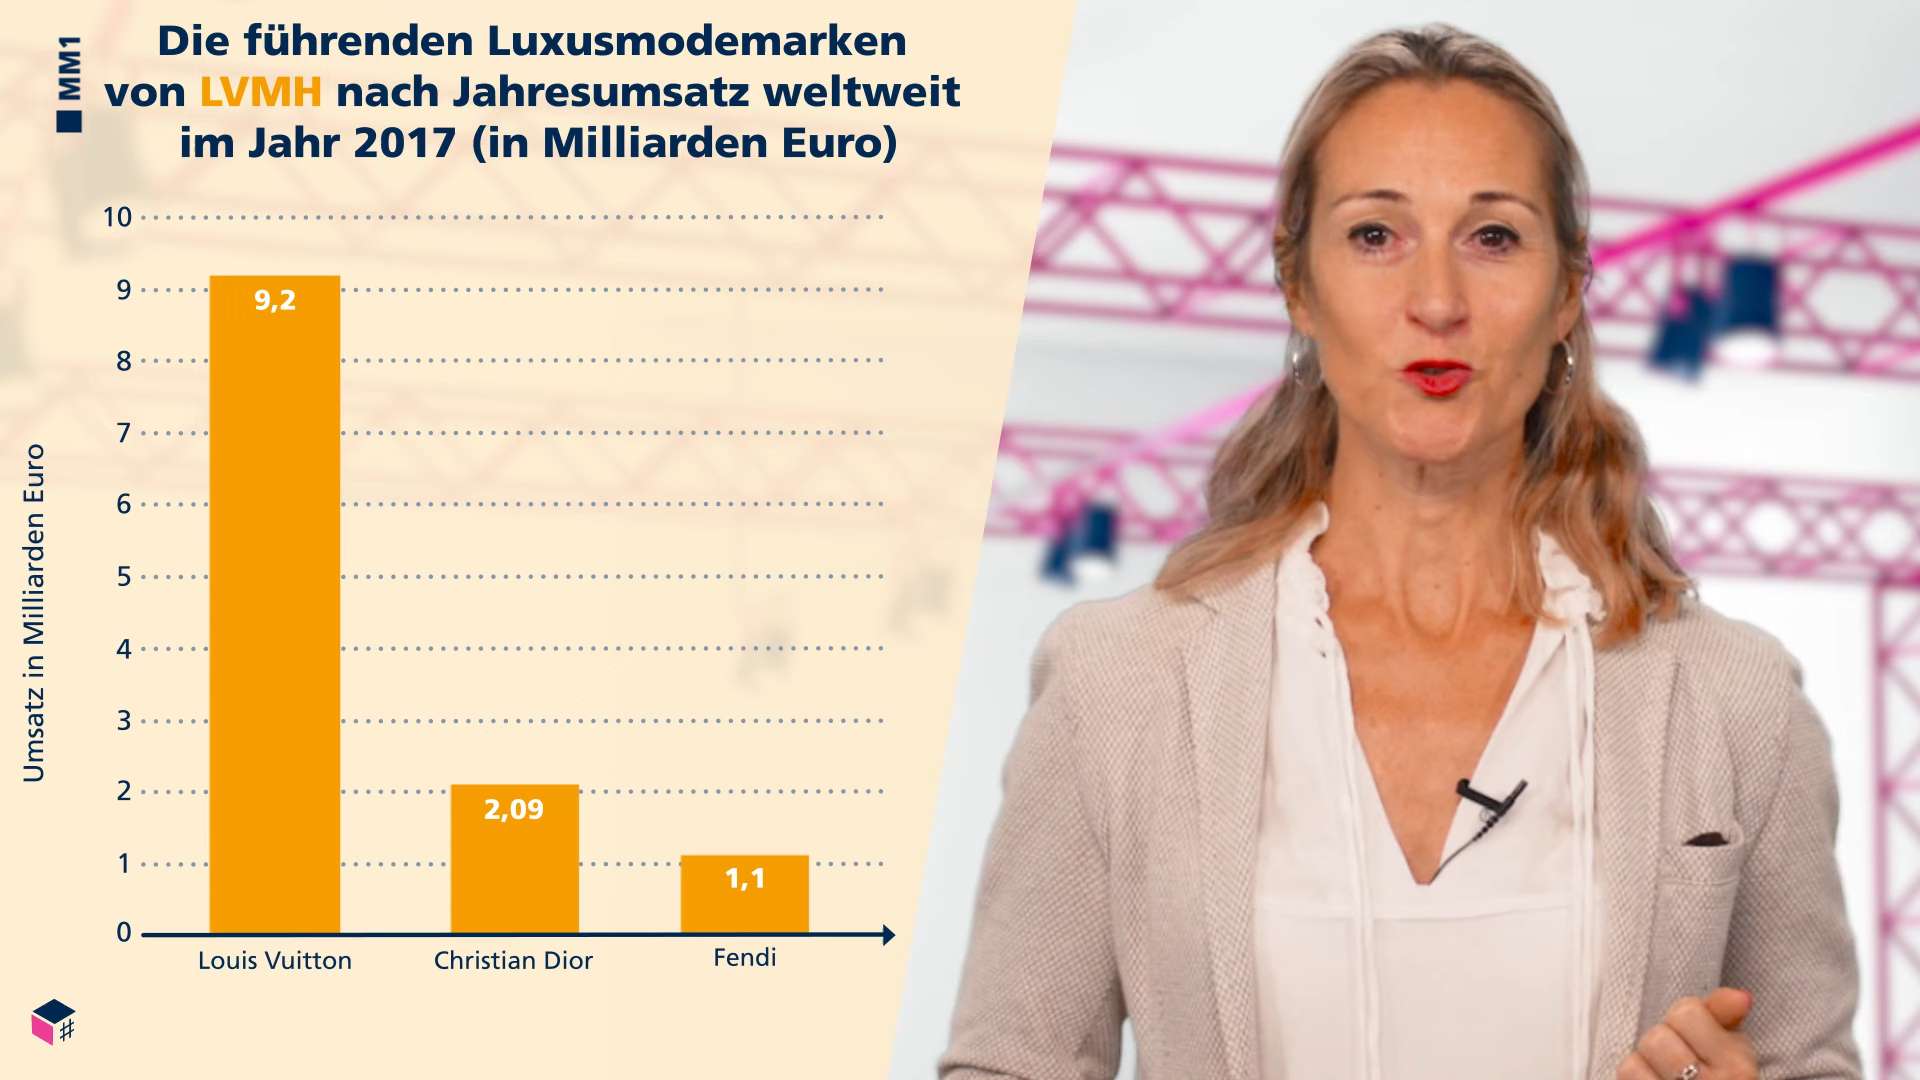 MM1
Die führenden Luxusmodemarken
von LVMH nach Jahresumsatz weltweit
im Jahr 2017 (in Milliarden Euro)
Umsatz in Milliarden Euro
10
9
8
7
6
5
4
3
2
1
0
9,2
2,09
1,1
Louis Vuitton
Christian Dior
Fendi